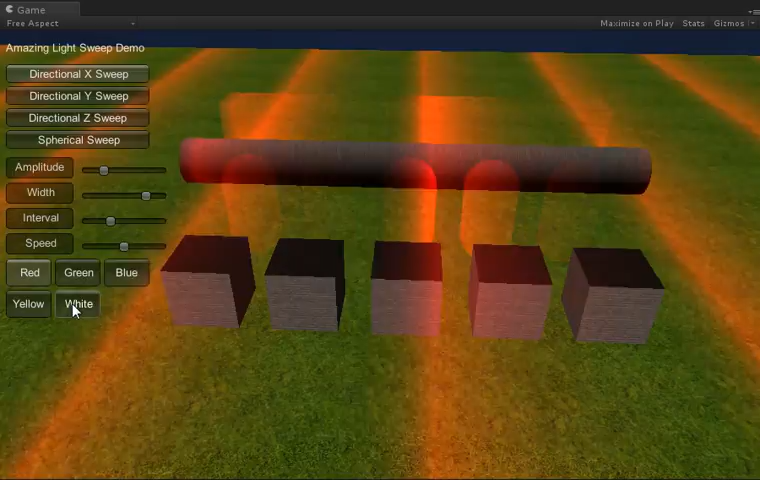 Game
Free Aspect
Maximize on Play Stats Gizmos
Amazing Light Sweep Demo
Directional X Sweep
Directional Y Sweep
Directional Z Sweep
Spherical Sweep
Amplitude
Width
Interval
Speed
Red Green Blue
Yellow White